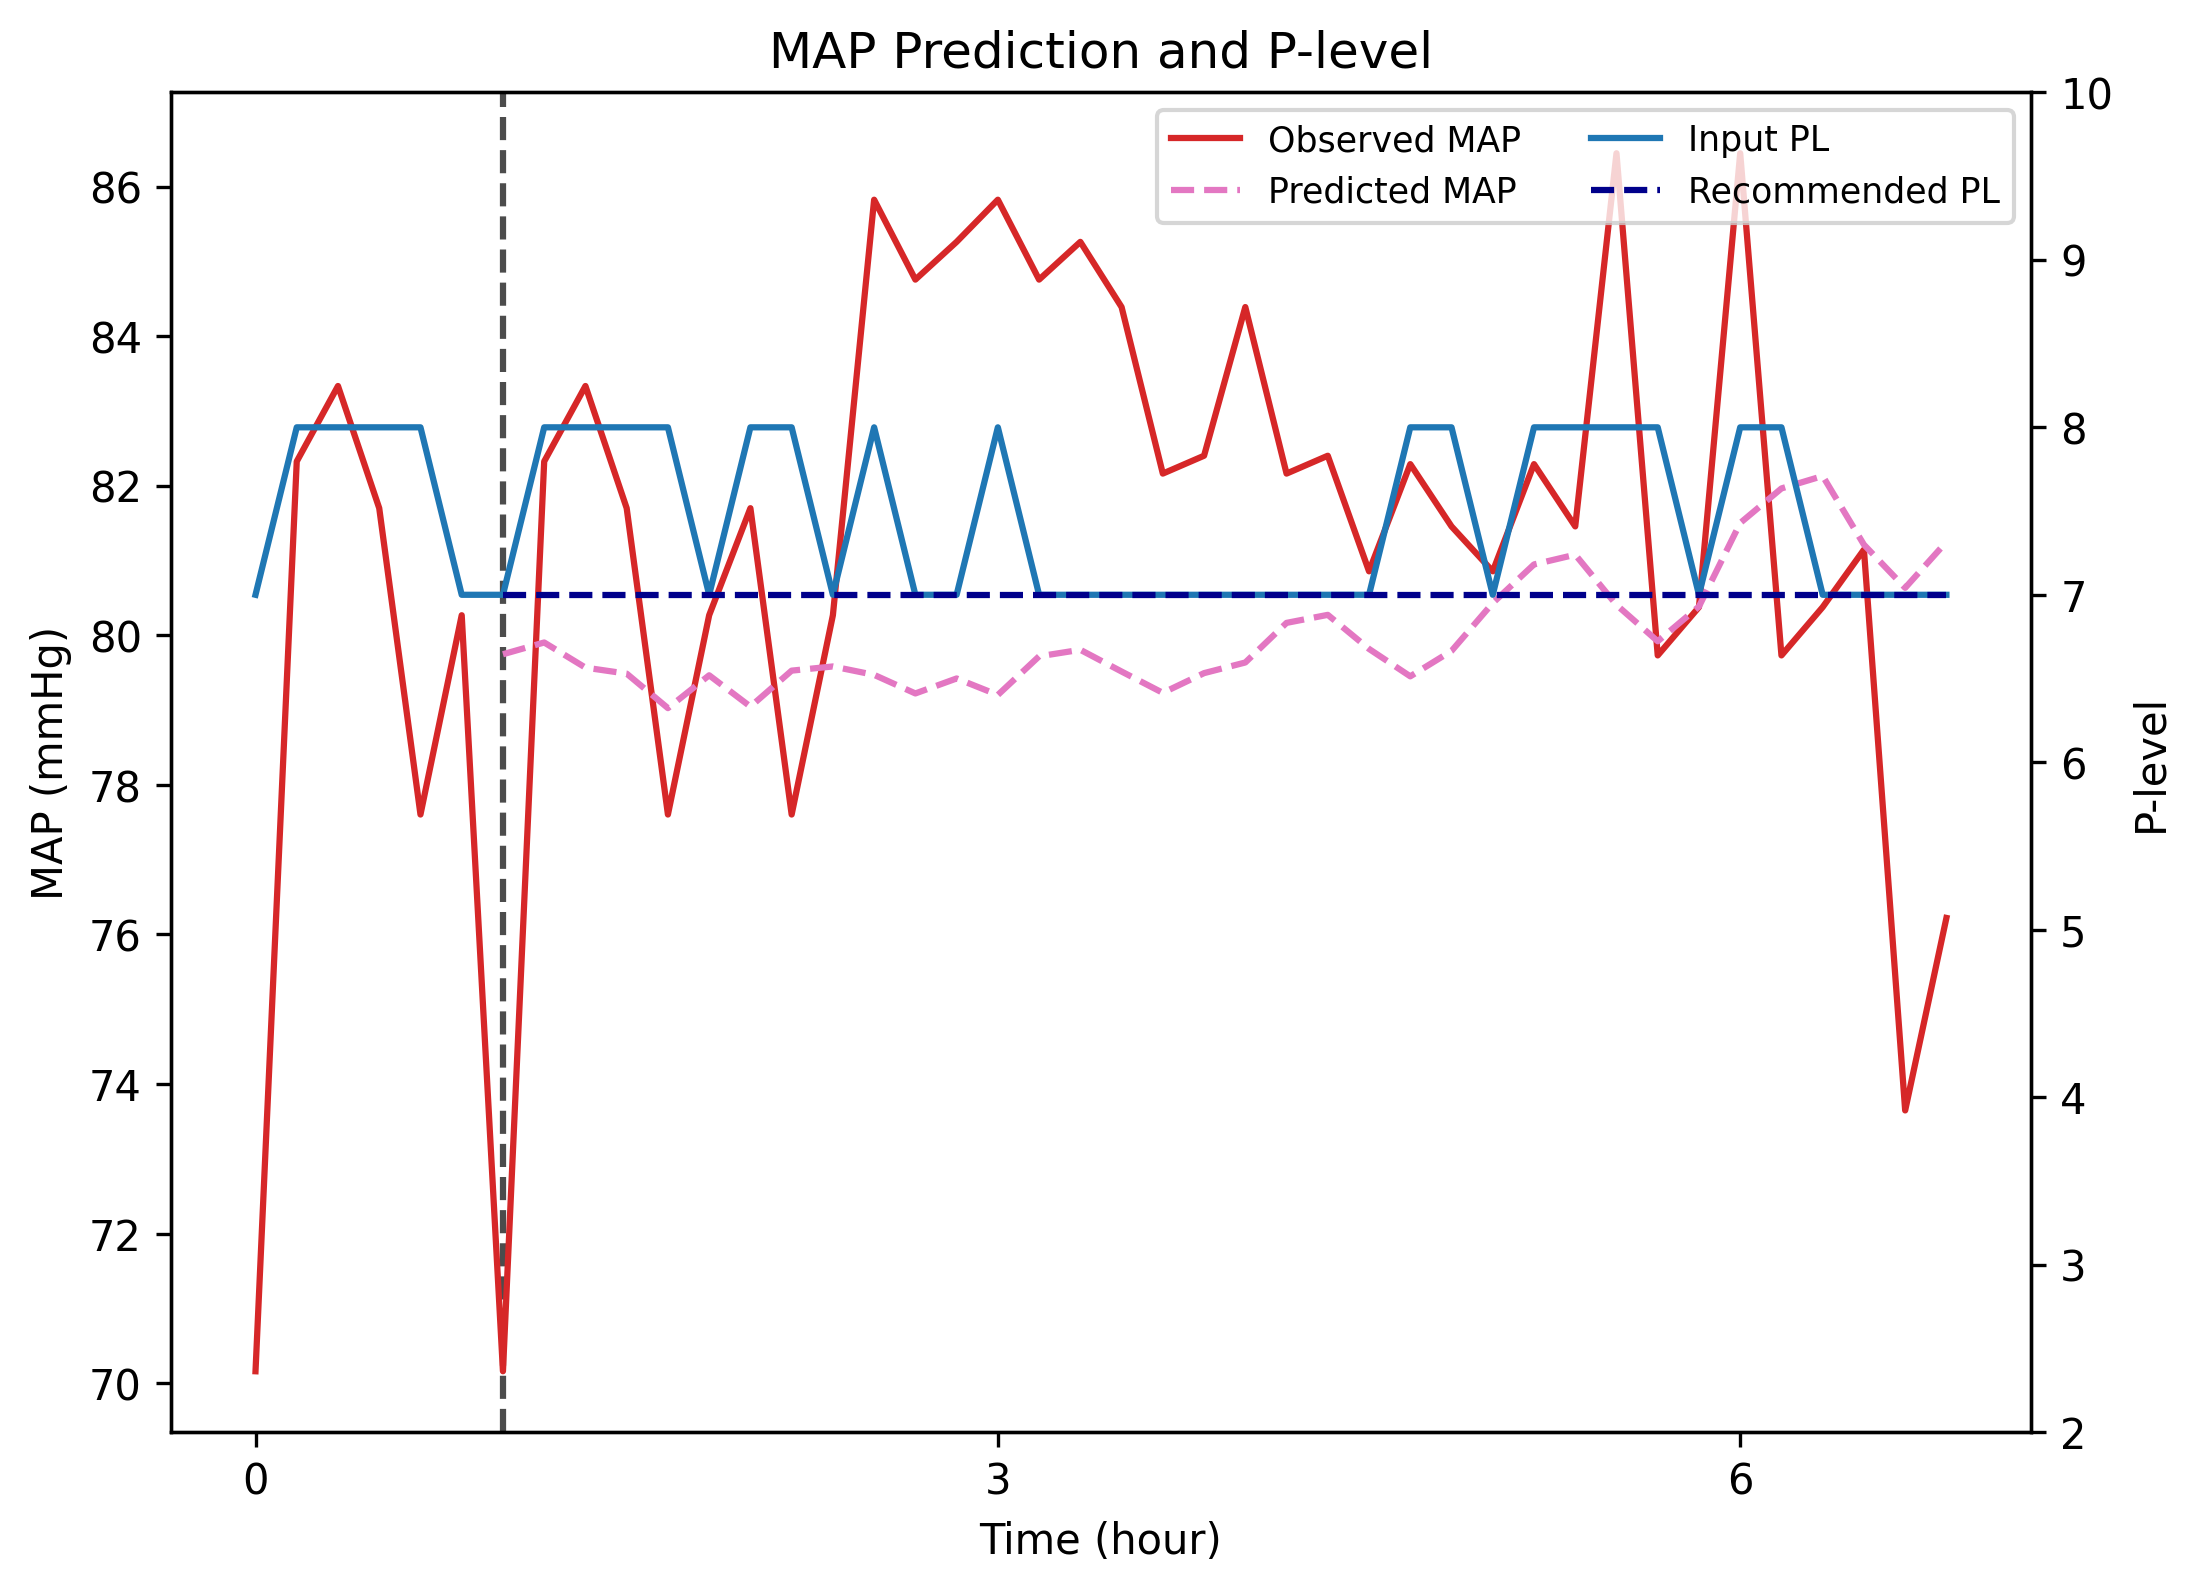 MAP Prediction and P-level
Observed MAP
Predicted MAP
Input PL
Recommended PL
MAP (mmHg)
86
84
82
80
78
76
74
72
70
10
9
8
7
6
5
4
3
2
P-level
0 3 6
Time (hour)